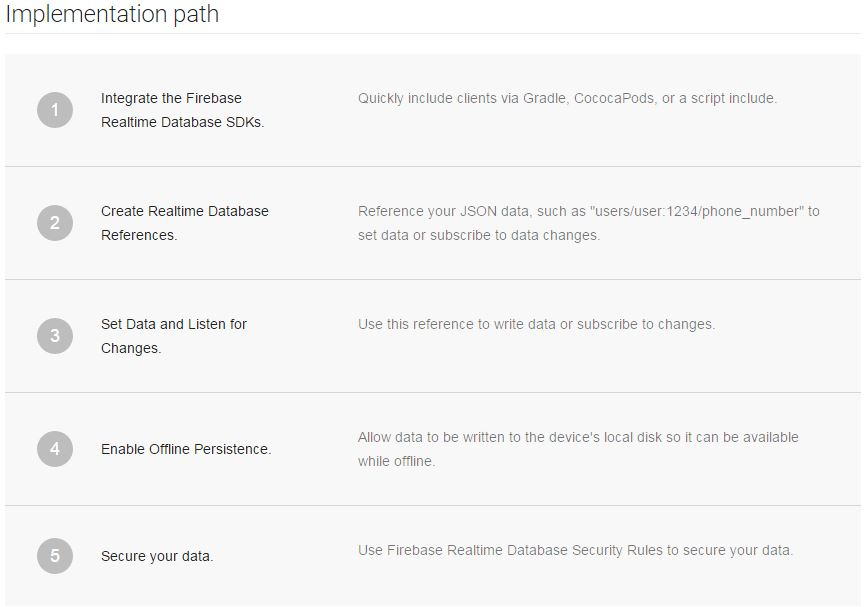 Implementation path
1
Integrate the Firebase
Realtime Database SDKs.
Quickly include clients via Gradle, CococaPods, or a script include.
2
Create Realtime Database
References.
Reference your JSON data, such as "users/user:1234/phone_number" to
set data or subscribe to data changes.
3
Set Data and Listen for
Changes.
Use this reference to write data or subscribe to changes.
4
Enable Offline Persistence.
Allow data to be written to the device's local disk so it can be available
while offline.
5
Secure your data.
Use Firebase Realtime Database Security Rules to secure your data.